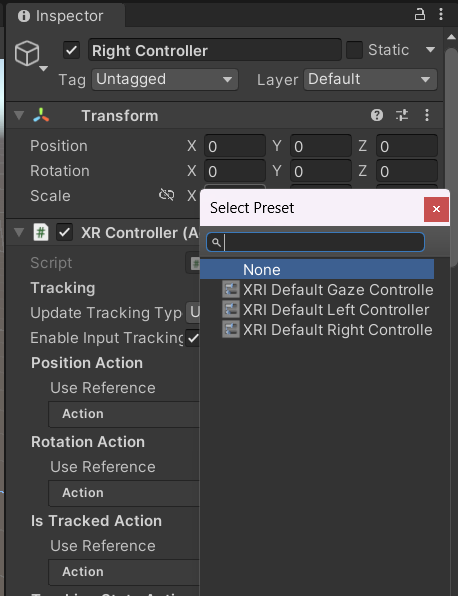 Inspector
Right Controller
Static
Tag Untagged Layer Default
Transform
Position X 0 Y 0 Z 0
Rotation X 0 Y 0 Z 0
Scale X
Select Preset
XR Controller (A
None
Script
XRI Default Gaze Controlle
Tracking
XRI Default Left Controller
Update Tracking Typ U
XRI Default Right Controlle
Enable Input Tracking
Position Action
Use Reference
Action
Rotation Action
Use Reference
Action
Is Tracked Action
Use Reference
Action